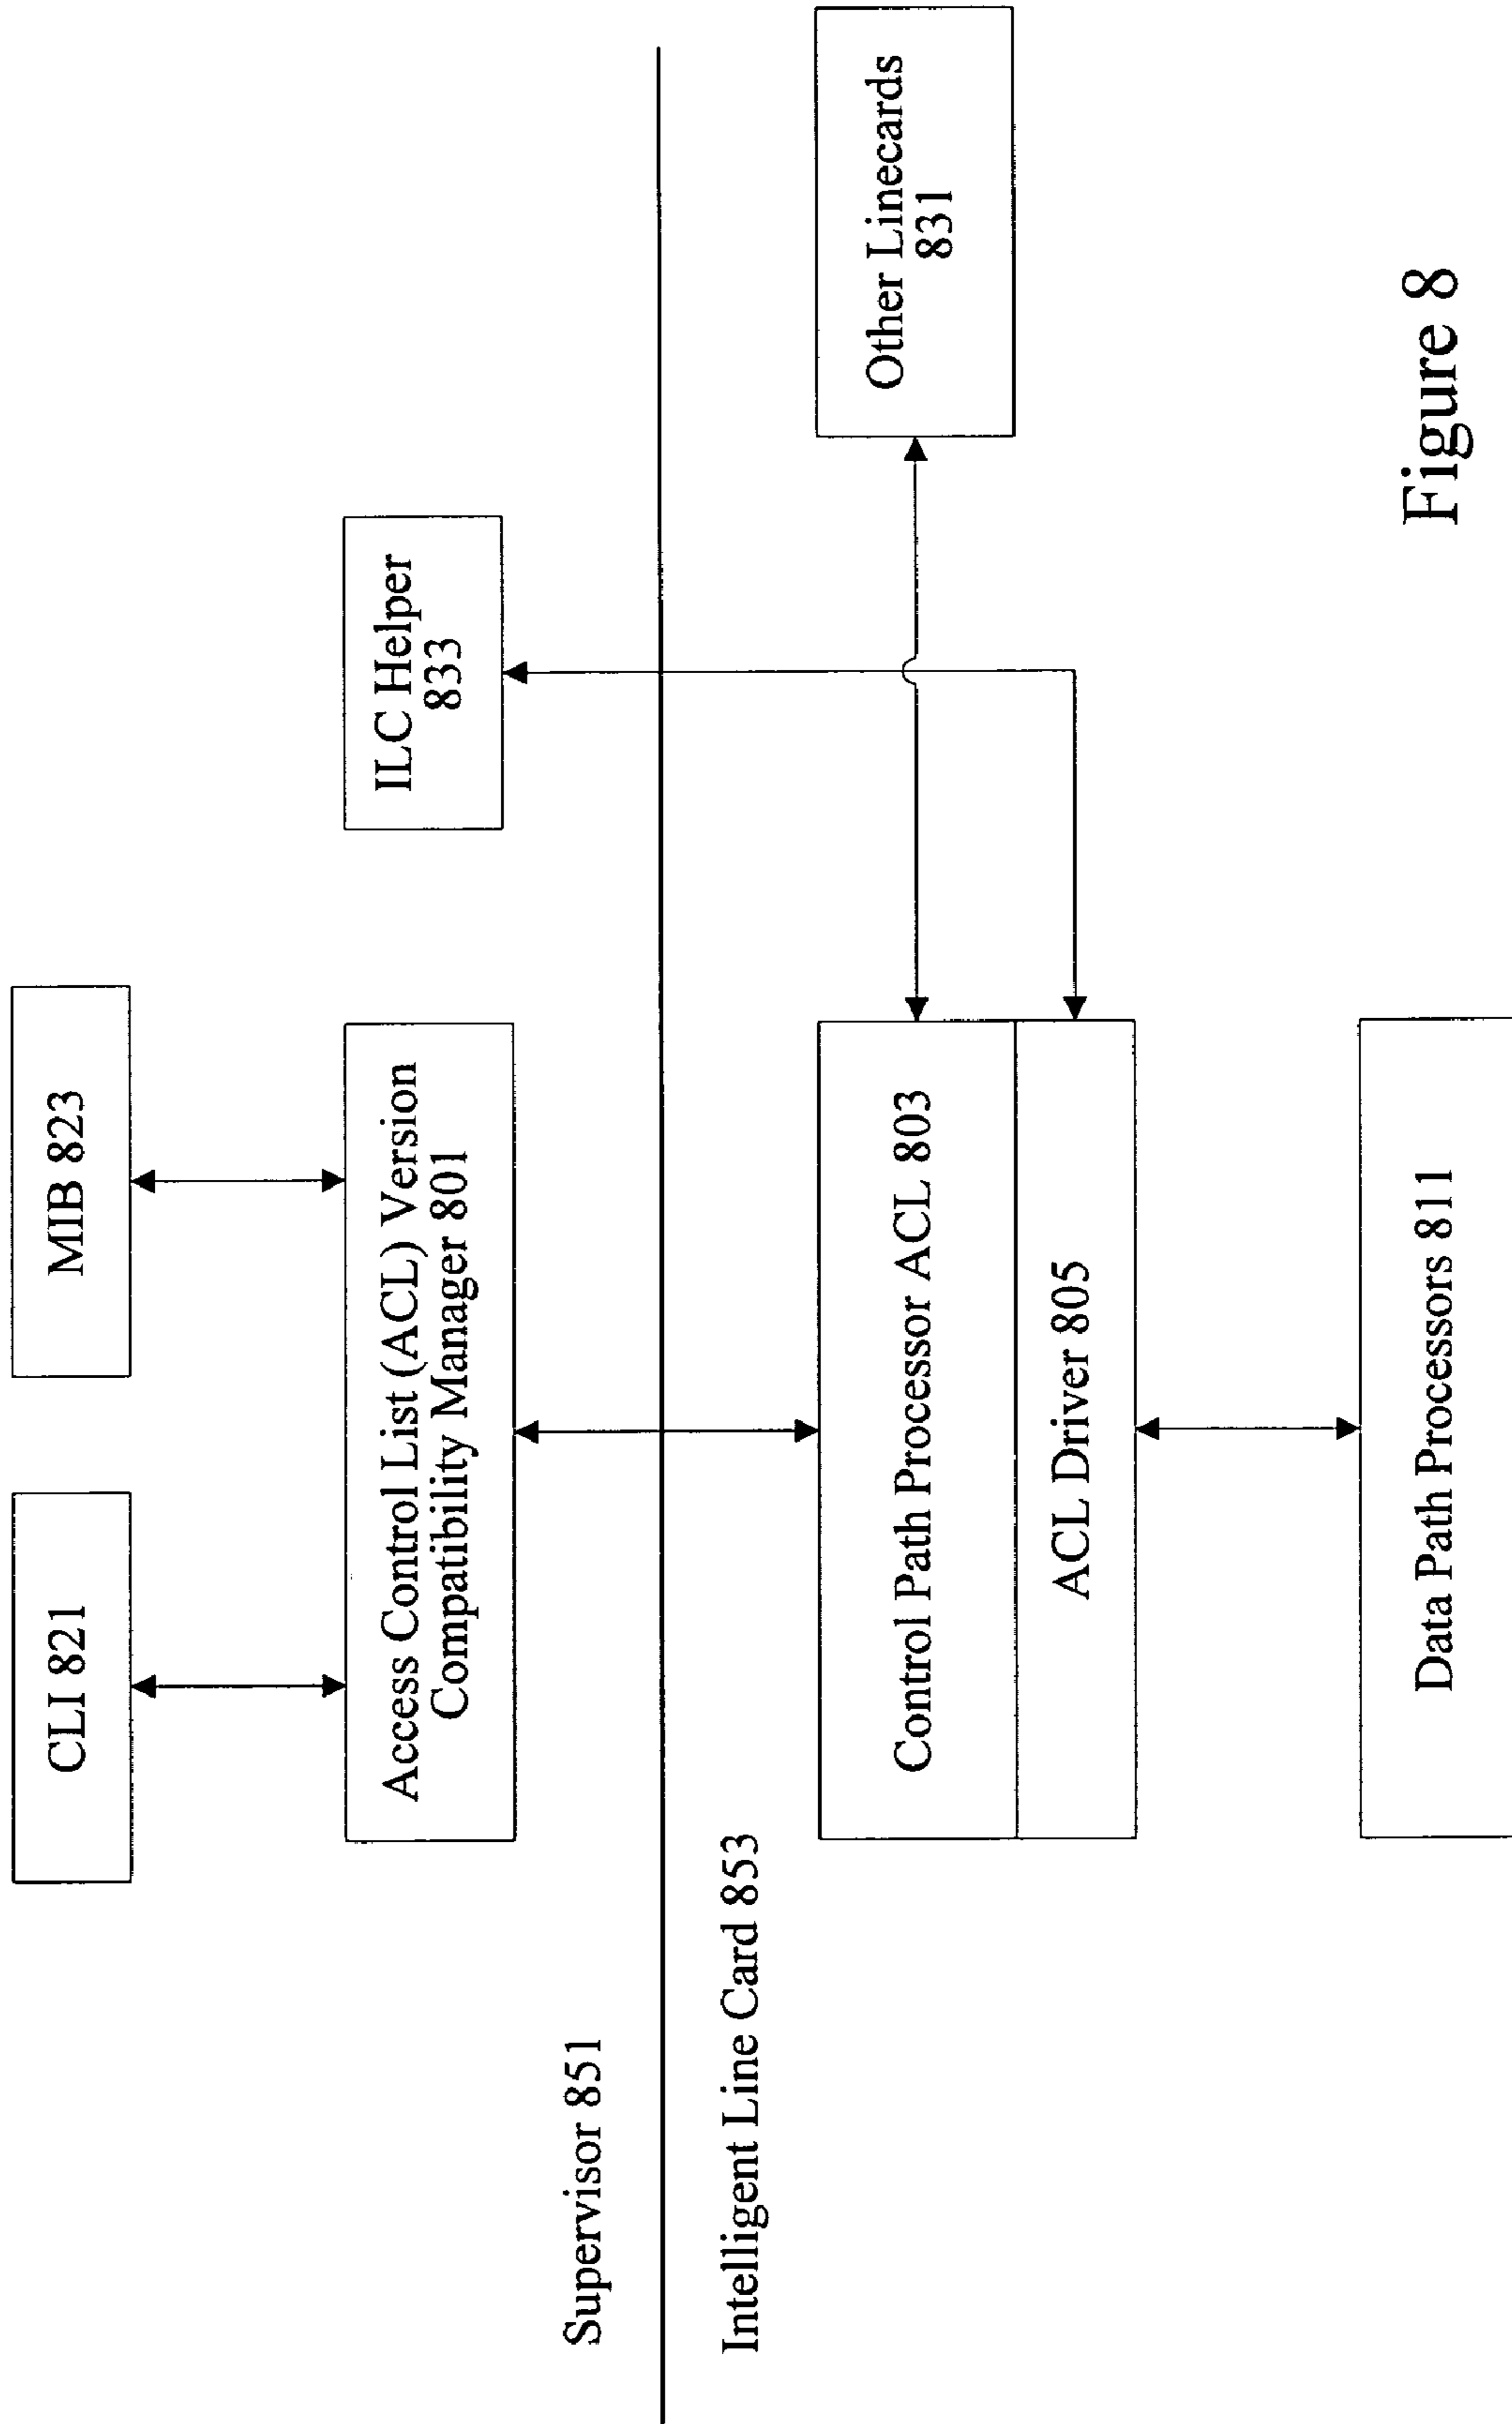 CLI 821
MIB 823
Access Control List (ACL) Version
Compatibility Manager 801
ILC Helper
833
Supervisor 851
Intelligent Line Card 853
Control Path Processor ACL 803
Other Linecards
831
ACL Driver 805
Data Path Processors 811
Figure 8